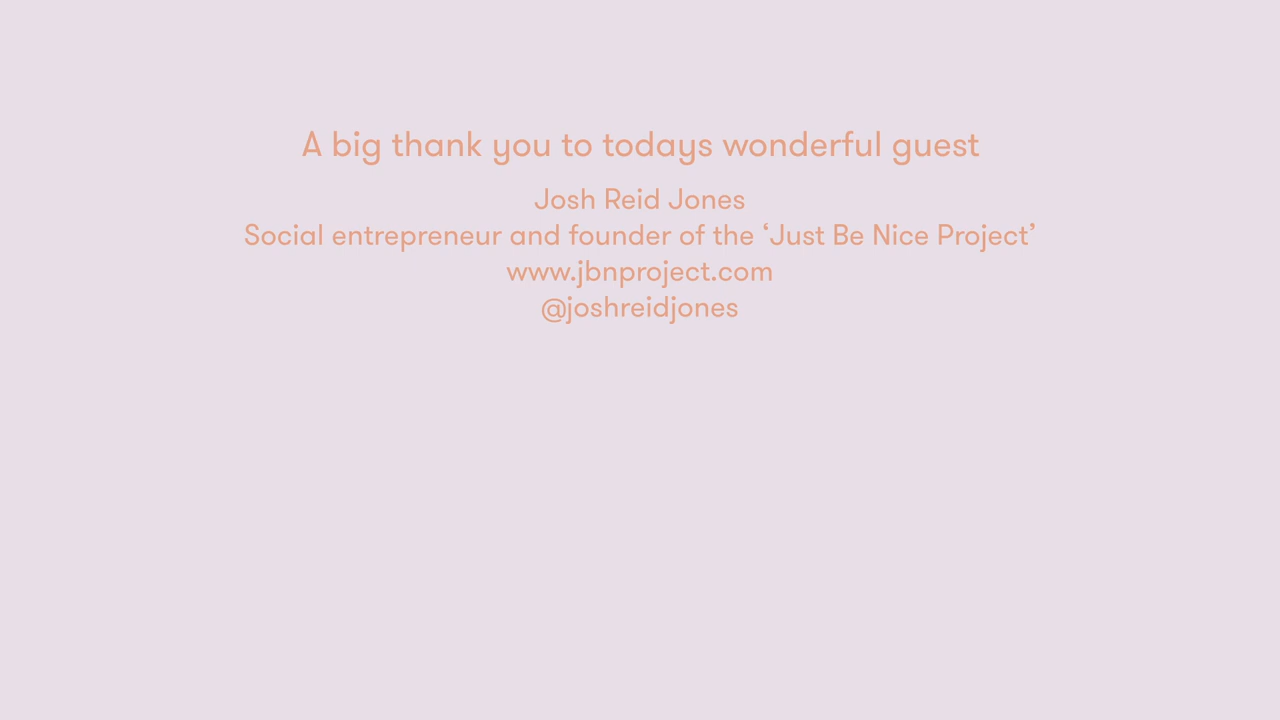 A big thank you to todays wonderful guest
Josh Reid Jones
Social entrepreneur and founder of the ‘Just Be Nice Project’
www.jbnproject.com
@joshreidjones